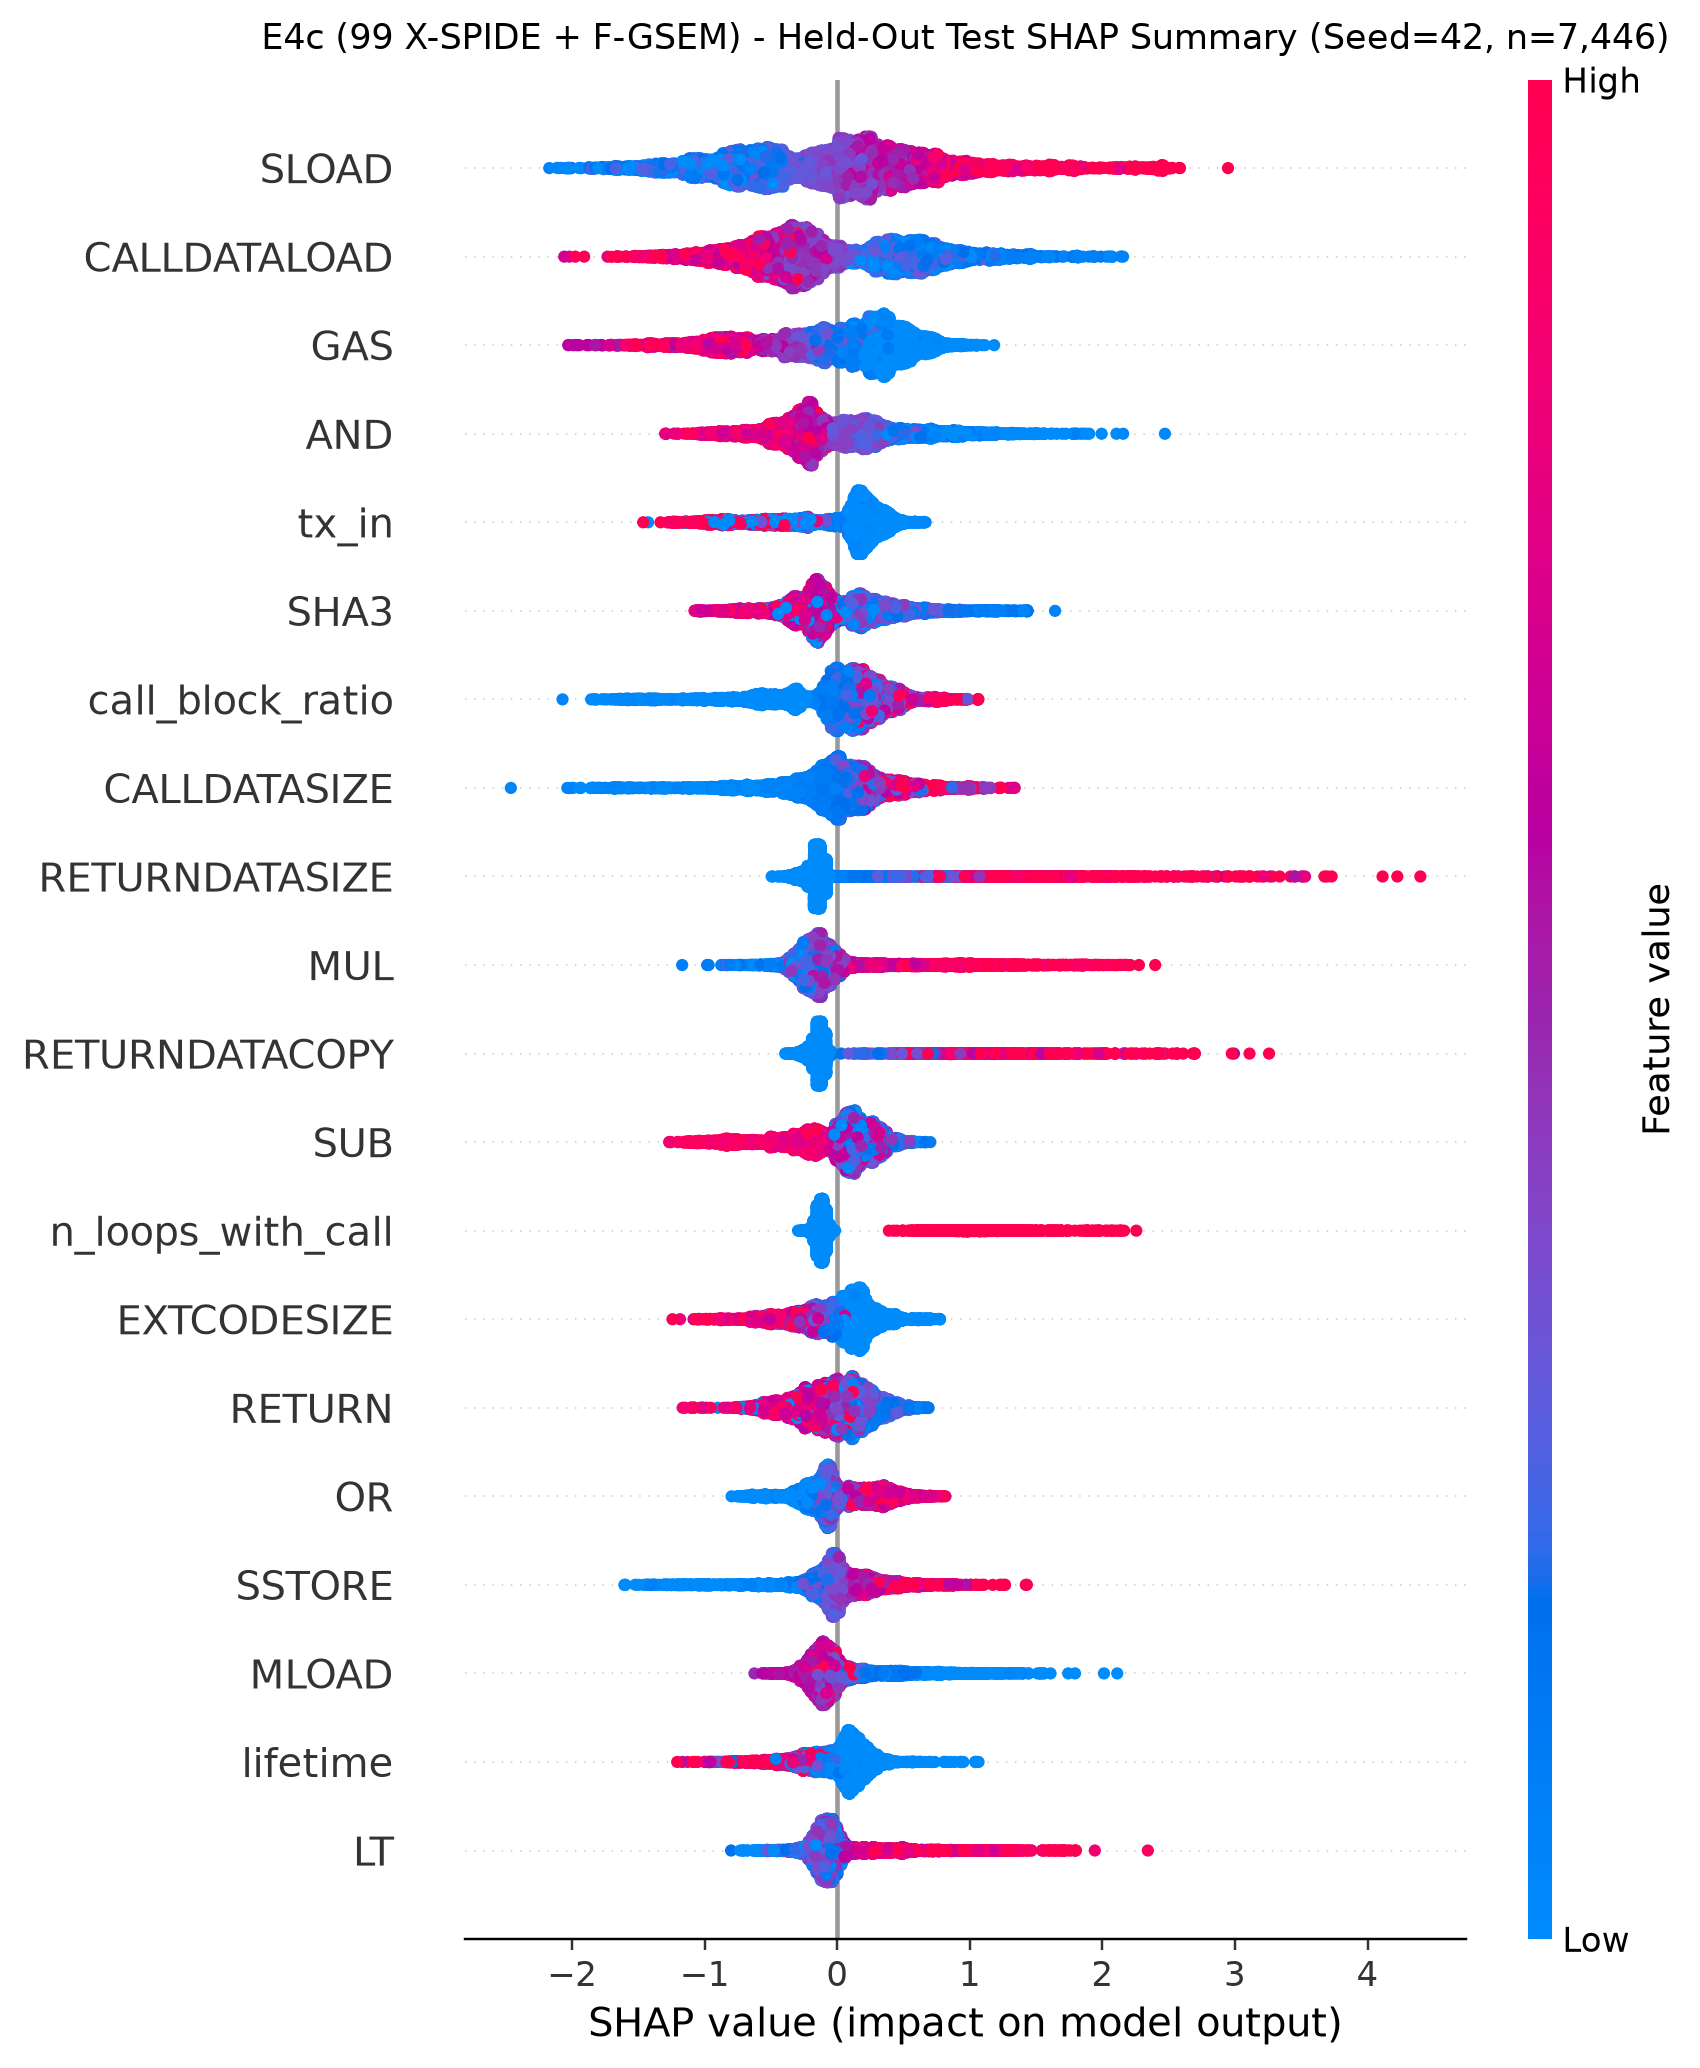 E4c (99 X-SPIDE + F-GSEM) - Held-Out Test SHAP Summary (Seed=42, n=7,446)
High
SLOAD
CALLDATALOAD
GAS
AND
tx_in
SHA3
call_block_ratio
CALLDATASIZE
RETURNDATASIZE
MUL
RETURNDATACOPY
SUB
n_loops_with_call
EXTCODESIZE
RETURN
OR
SSTORE
MLOAD
lifetime
LT
Feature value
Low
−2 −1 0 1 2 3 4
SHAP value (impact on model output)